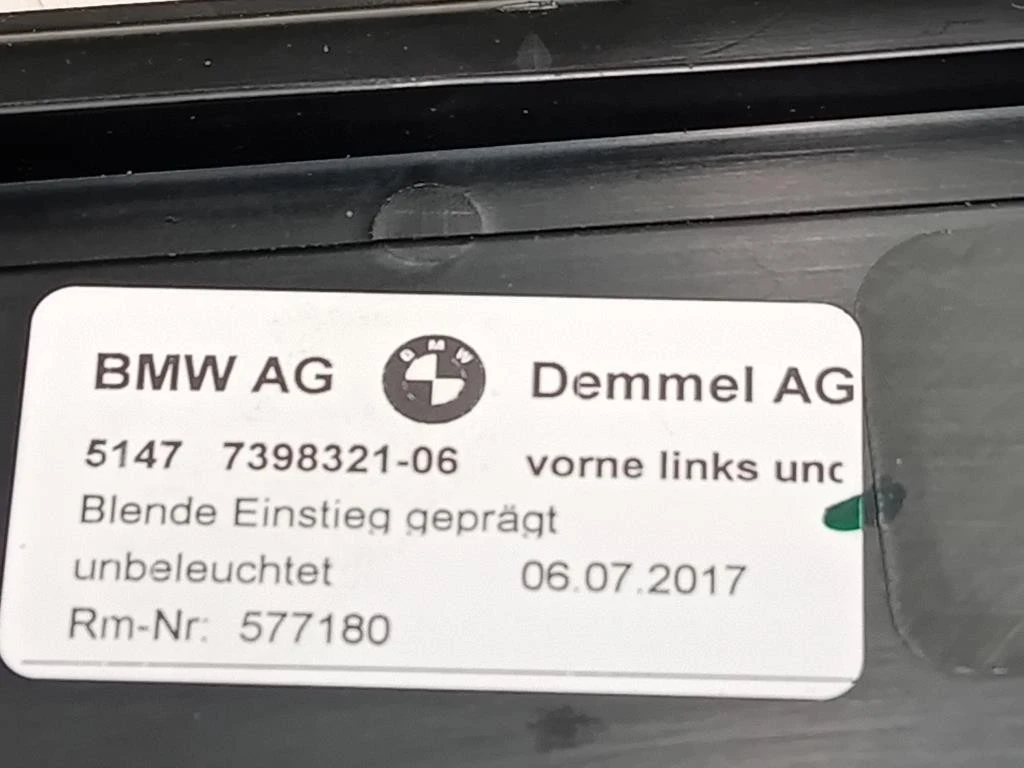 BMW AG BMW Demmel AG
5147 7398321-06 vorne links und
Blende Einstieg geprägt
unbeleuchtet 06.07.2017
Rm-Nr: 577180